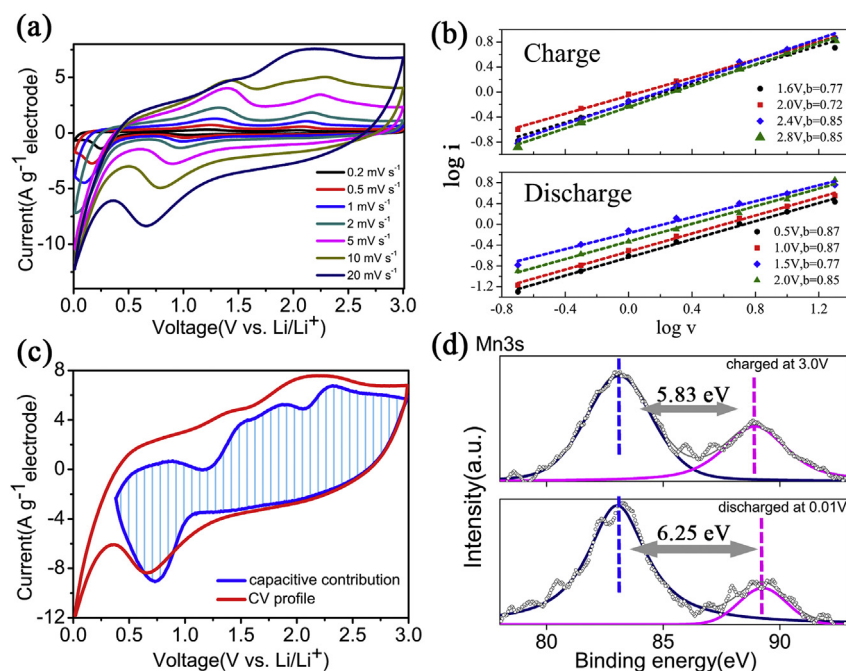 (a)
Current(A g⁻¹ electrode)
10
5
0
-5
-10
0.0 0.5 1.0 1.5 2.0 2.5 3.0
Voltage(V vs. Li/Li⁺)
0.2 mV s⁻¹
0.5 mV s⁻¹
1 mV s⁻¹
2 mV s⁻¹
5 mV s⁻¹
10 mV s⁻¹
20 mV s⁻¹
(b)
log i
Charge
0.8
0.4
0.0
-0.4
-0.8
1.6V,b=0.77
2.0V,b=0.72
2.4V,b=0.85
2.8V,b=0.85
Discharge
0.8
0.4
0.0
-0.4
-0.8
-1.2
0.5V,b=0.87
1.0V,b=0.87
1.5V,b=0.77
2.0V,b=0.85
-0.8 -0.4 0.0 0.4 0.8 1.2
log v
(c)
Current(A g⁻¹ electrode)
8
4
0
-4
-8
-12
capacitive contribution
CV profile
0.0 0.5 1.0 1.5 2.0 2.5 3.0
Voltage(V vs. Li/Li⁺)
(d)
Mn3s
Intensity(a.u.)
charged at 3.0V
5.83 eV
discharged at 0.01V
6.25 eV
80 85 90
Binding energy(eV)